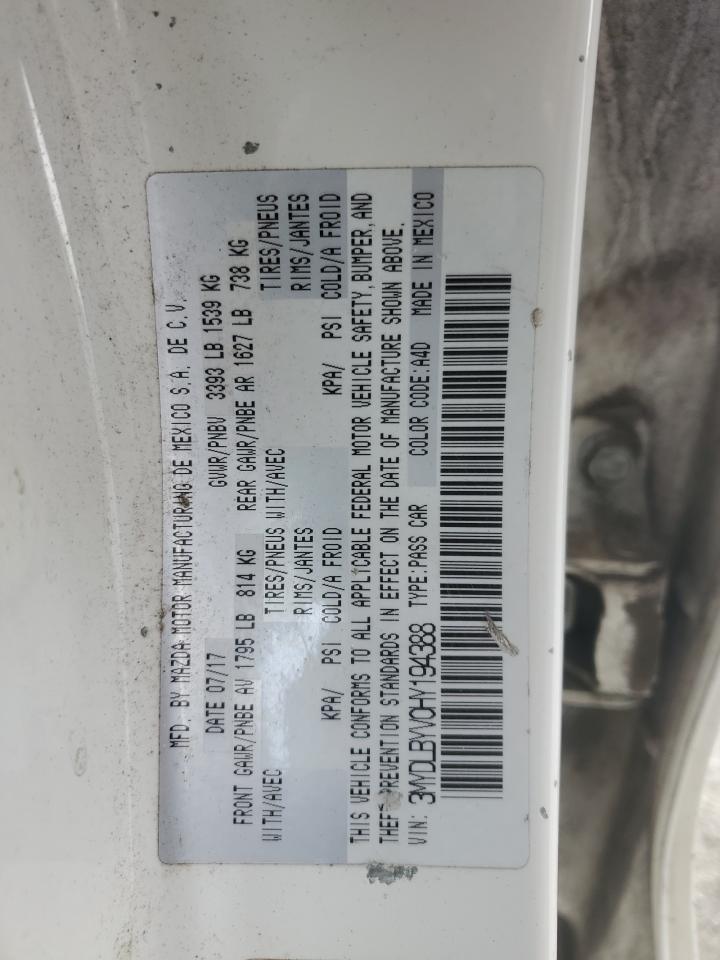 MFD. BY MAZDA MOTOR MANUFACTURING DE MEXICO S.A. DE C.V.
DATE 07/17 GVWR/PNBV 3393 LB 1539 KG
FRONT GAWR/PNBE AV 1795 LB 814 KG REAR GAWR/PNBE AR 1627 LB 738 KG
WITH/AVEC TIRES/PNEUS WITH/AVEC TIRES/PNEUS
RIMS/JANTES RIMS/JANTES
KPA/ PSI COLD/A FROID KPA/ PSI COLD/A FROID
THIS VEHICLE CONFORMS TO ALL APPLICABLE FEDERAL MOTOR VEHICLE SAFETY, BUMPER, AND
THEFT PREVENTION STANDARDS IN EFFECT ON THE DATE OF MANUFACTURE SHOWN ABOVE.
VIN: 3MYDLBYV0HY194388 TYPE:PASS CAR COLOR CODE:A4D MADE IN MEXICO